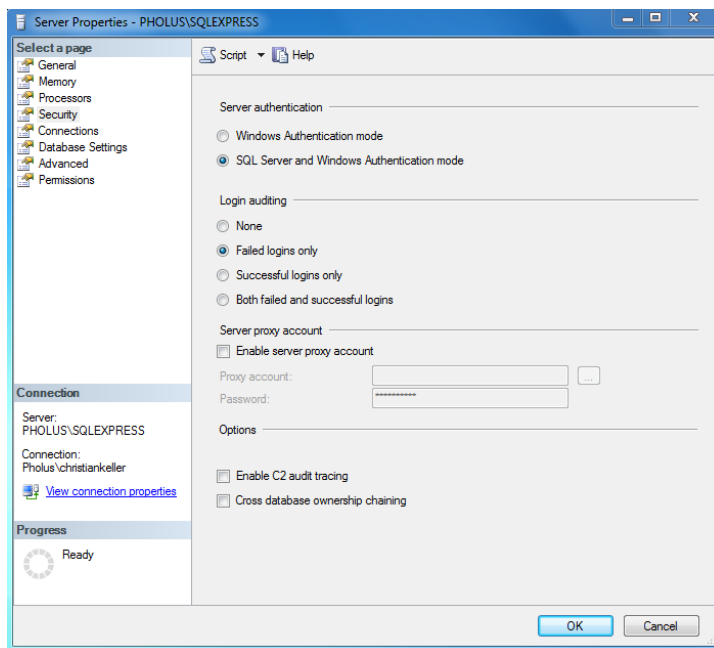 Server Properties - PHOLUS\SQLEXPRESS
Select a page
General
Memory
Processors
Security
Connections
Database Settings
Advanced
Permissions
Script
Help
Server authentication
Windows Authentication mode
SQL Server and Windows Authentication mode
Login auditing
None
Failed logins only
Successful logins only
Both failed and successful logins
Server proxy account
Enable server proxy account
Proxy account:
...
Password:
**********
Options
Enable C2 audit tracing
Cross database ownership chaining
Connection
Server:
PHOLUS\SQLEXPRESS
Connection:
Pholus\christiankeller
View connection properties
Progress
Ready
OK
Cancel